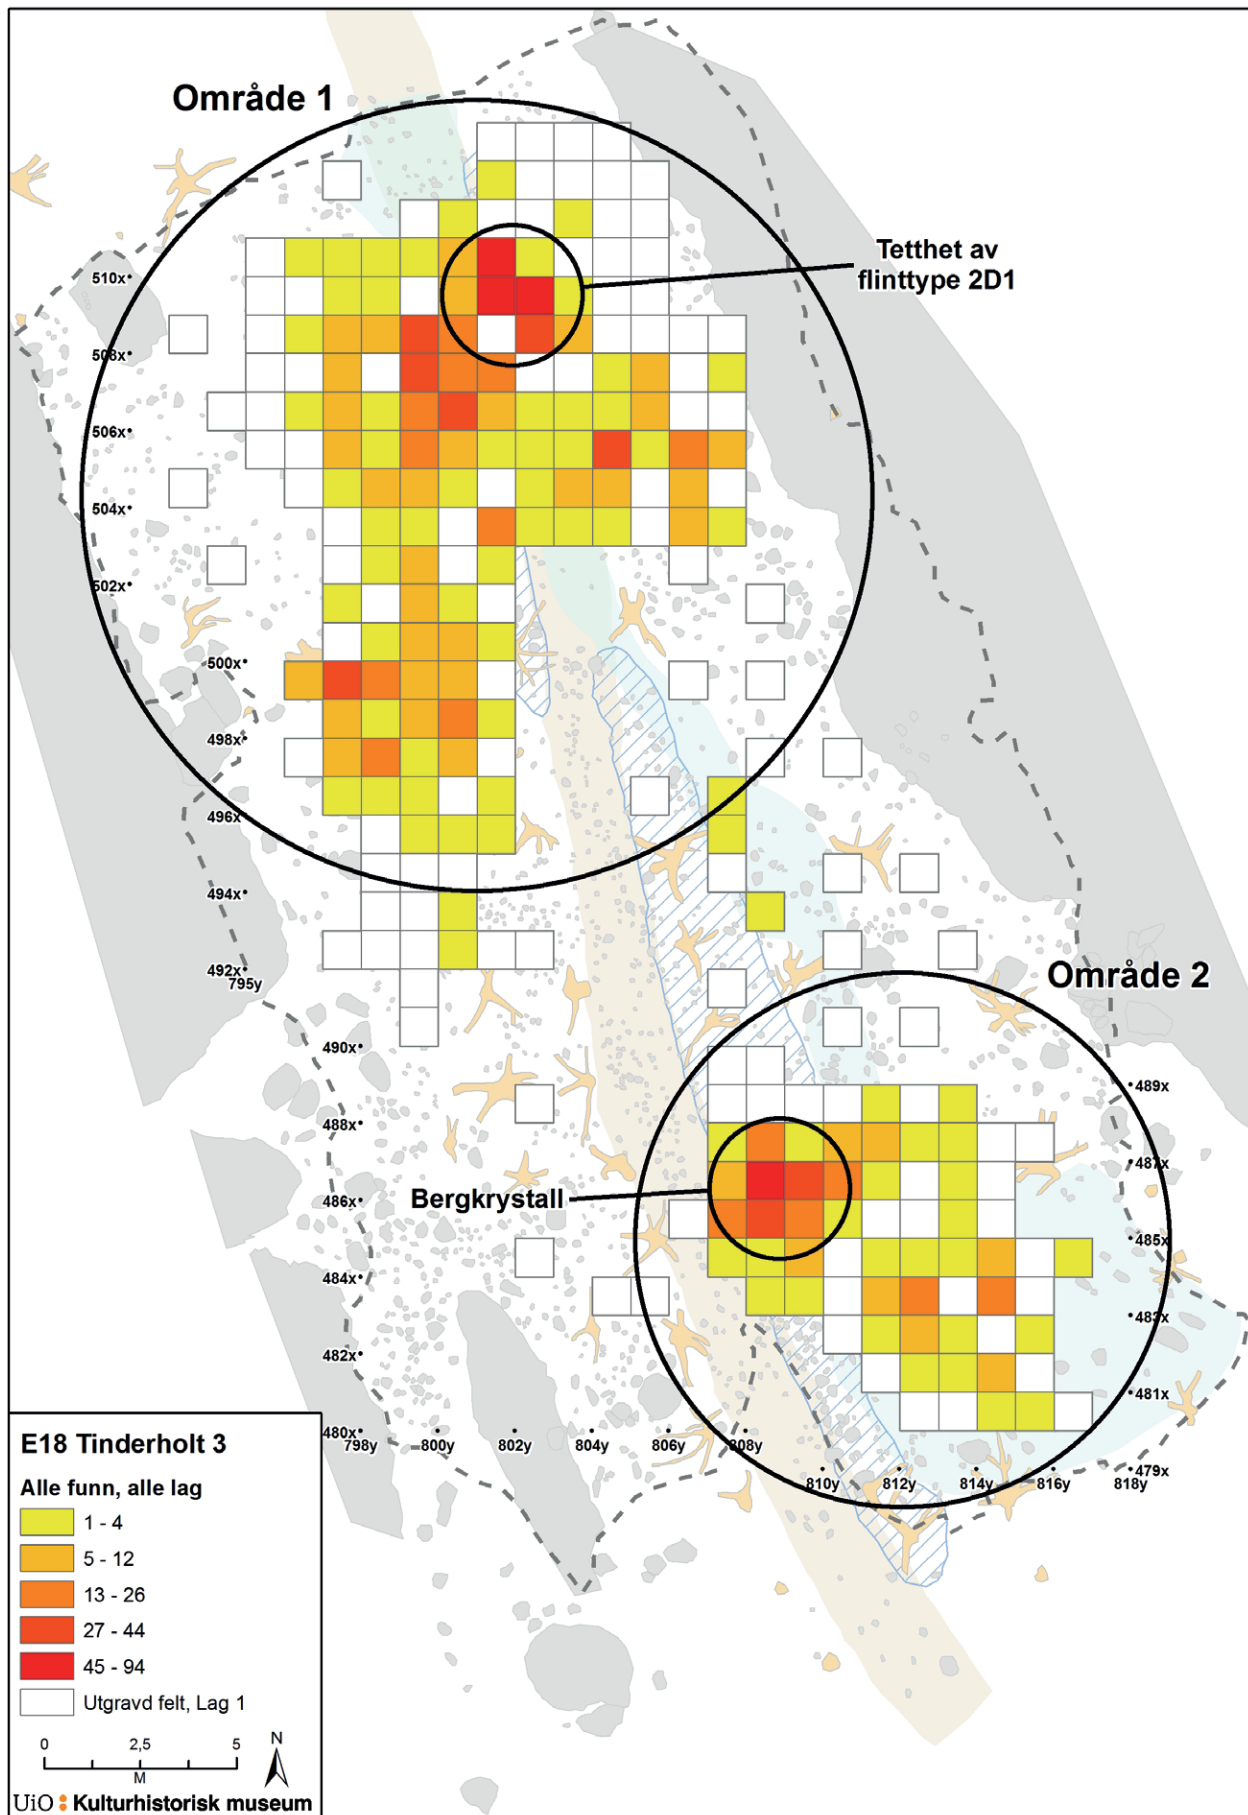 Område 1
Tetthet av
flinttype 2D1
510x
508x
506x
504x
502x
500x
498x
496x
494x
492x
795y
Område 2
490x
489x
488x
487x
Bergkrystall
486x
485x
484x
483x
482x
481x
480x
798y
800y
802y
804y
806y
808y
479x
810y
812y
814y
816y
818y
E18 Tinderholt 3
Alle funn, alle lag
1 - 4
5 - 12
13 - 26
27 - 44
45 - 94
Utgravd felt, Lag 1
0 2,5 5
M
N
UiO Kulturhistorisk museum